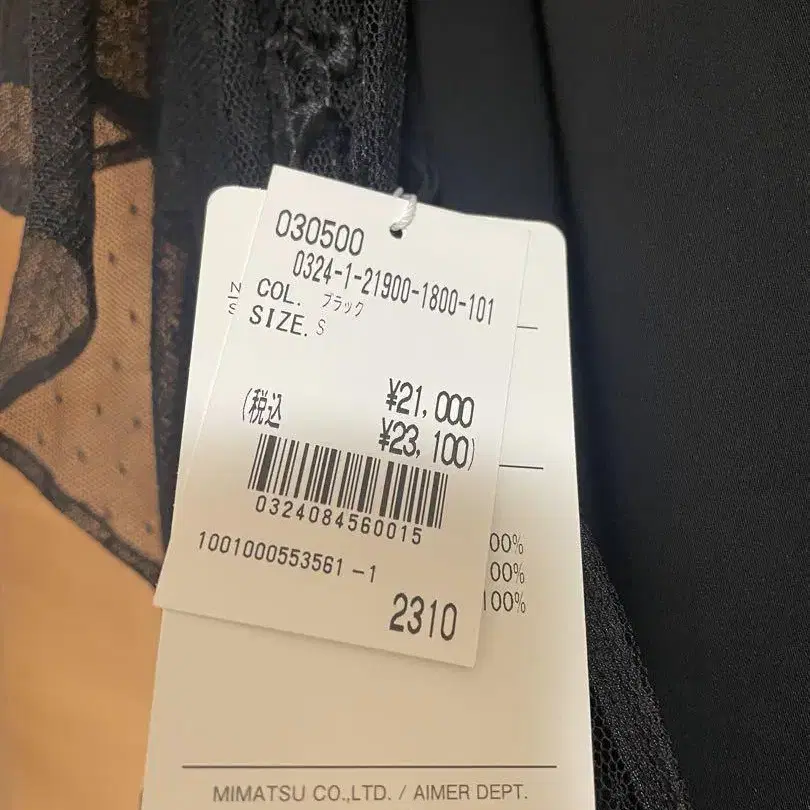 030500
0324-1-21900-1800-101
COL. ブラック
SIZE. S
¥21,000
(税込 ¥23,100)
0324084560015
1001000553561-1
2310
00%
00%
100%
MIMATSU CO.,LTD. / AIMER DEPT.